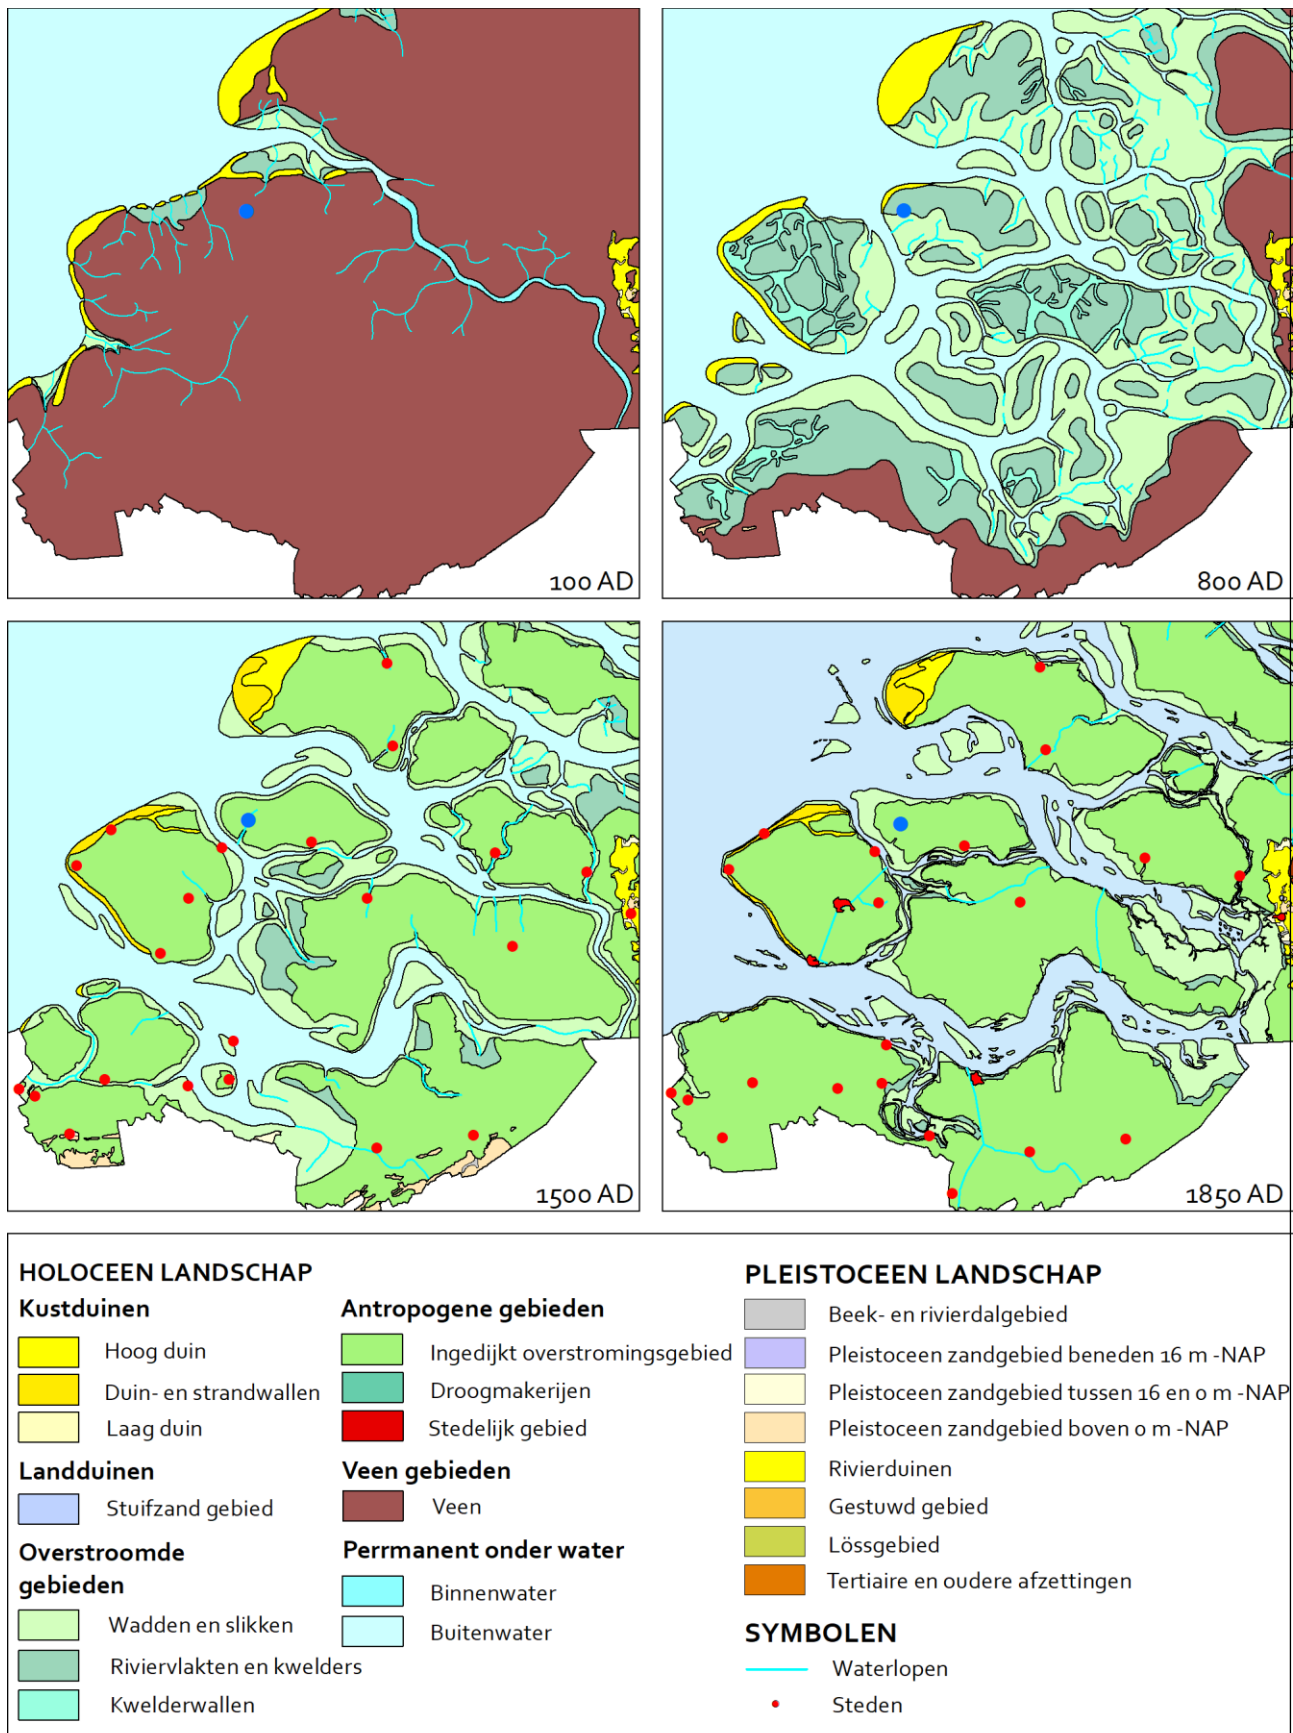 100 AD
800 AD
1500 AD
1850 AD
HOLOCEEN LANDSCHAP
Kustduinen
Hoog duin
Duin- en strandwallen
Laag duin
Landduinen
Stuifzand gebied
Overstroomde
gebieden
Wadden en slikken
Riviervlakten en kwelders
Kwelderwallen
Antropogene gebieden
Ingedijkt overstromingsgebied
Droogmakerijen
Stedelijk gebied
Veen gebieden
Veen
Perrmanent onder water
Binnenwater
Buitenwater
PLEISTOCEEN LANDSCHAP
Beek- en rivierdalgebied
Pleistoceen zandgebied beneden 16 m -NAP
Pleistoceen zandgebied tussen 16 en 0 m -NAP
Pleistoceen zandgebied boven 0 m -NAP
Rivierduinen
Gestuwd gebied
Lössgebied
Tertiaire en oudere afzettingen
SYMBOLEN
Waterlopen
Steden